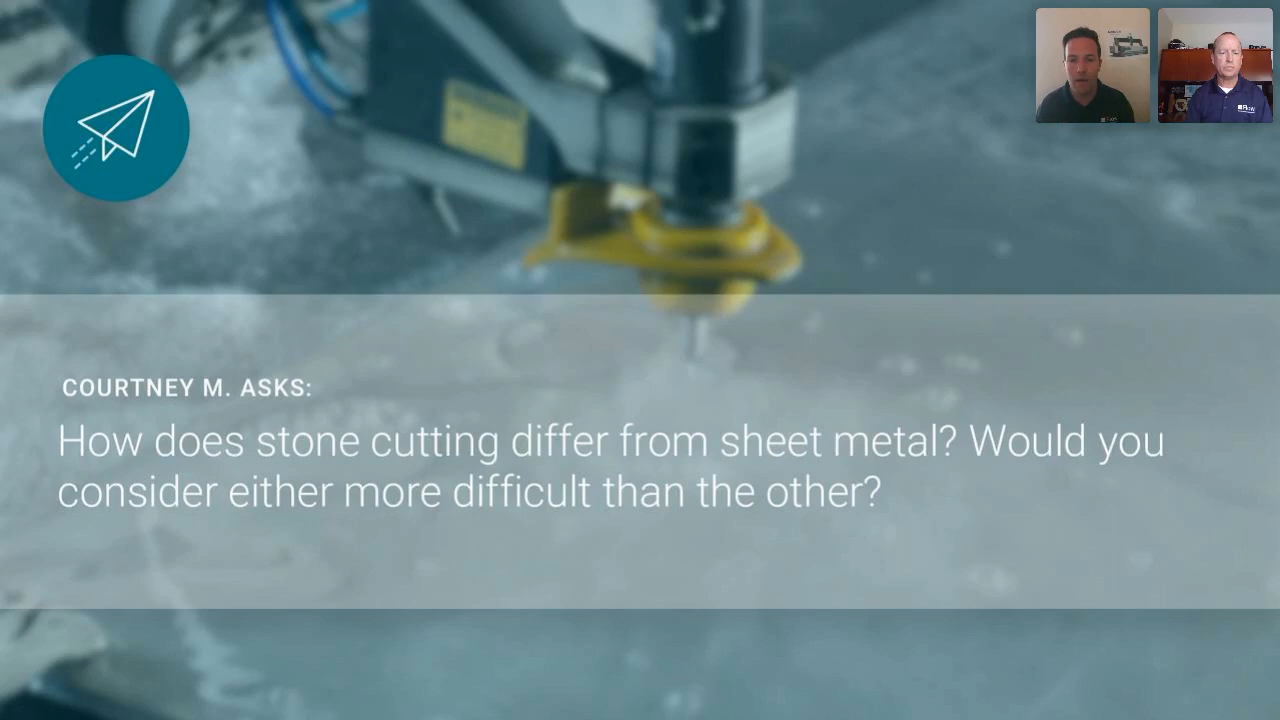 COURTNEY M. ASKS:
How does stone cutting differ from sheet metal? Would you
consider either more difficult than the other?
Flow